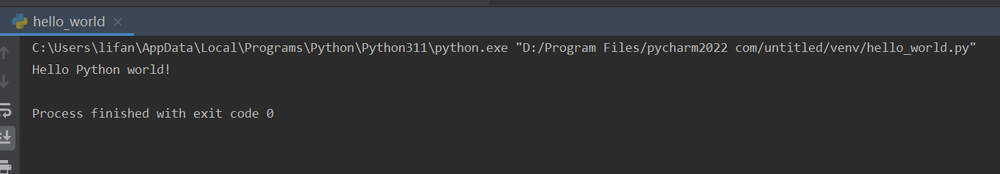 hello_world
C:\Users\lifan\AppData\Local\Programs\Python\Python311\python.exe "D:/Program Files/pycharm2022 com/untitled/venv/hello_world.py"
Hello Python world!
Process finished with exit code 0